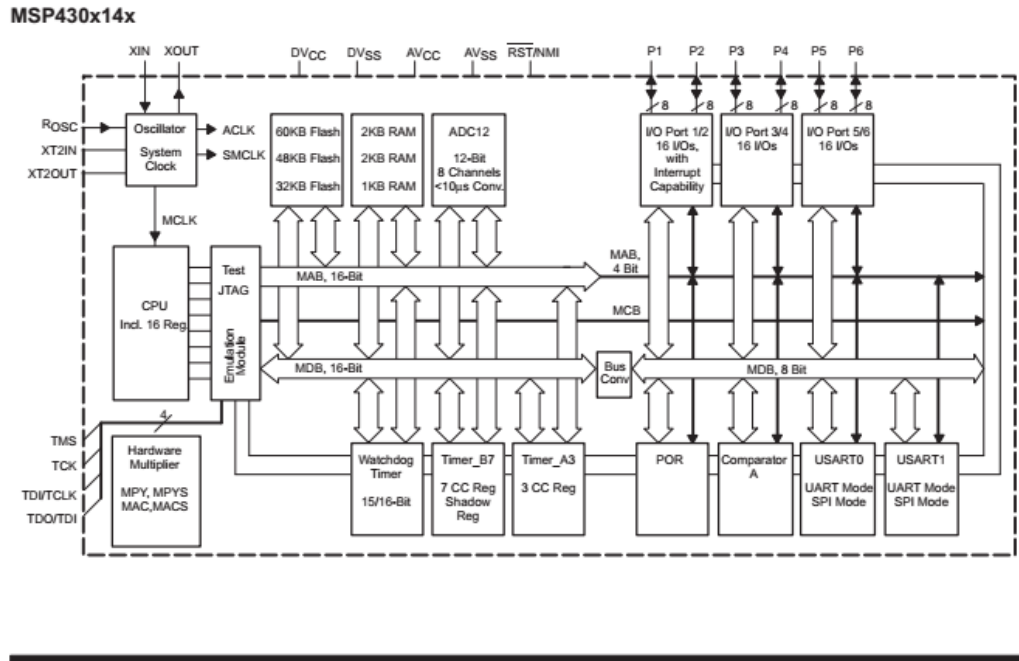 MSP430x14x
XIN XOUT DVCC DVSS AVCC AVSS RST/NMI P1 P2 P3 P4 P5 P6
8 8 8 8 8 8
ROSC
XT2IN
XT2OUT
Oscillator
System
Clock
ACLK
SMCLK
MCLK
60KB Flash
48KB Flash
32KB Flash
2KB RAM
2KB RAM
1KB RAM
ADC12
12-Bit
8 Channels
<10μs Conv.
I/O Port 1/2
16 I/Os,
with
Interrupt
Capability
I/O Port 3/4
16 I/Os
I/O Port 5/6
16 I/Os
CPU
Incl. 16 Reg.
Test
JTAG
Emulation
Module
MAB, 16-Bit
MAB,
4 Bit
MCB
MDB, 16-Bit
Bus
Conv
MDB, 8 Bit
4
TMS
TCK
TDI/TCLK
TDO/TDI
Hardware
Multiplier
MPY, MPYS
MAC,MACS
Watchdog
Timer
15/16-Bit
Timer_B7
7 CC Reg
Shadow
Reg
Timer_A3
3 CC Reg
POR
Comparator
A
USART0
UART Mode
SPI Mode
USART1
UART Mode
SPI Mode